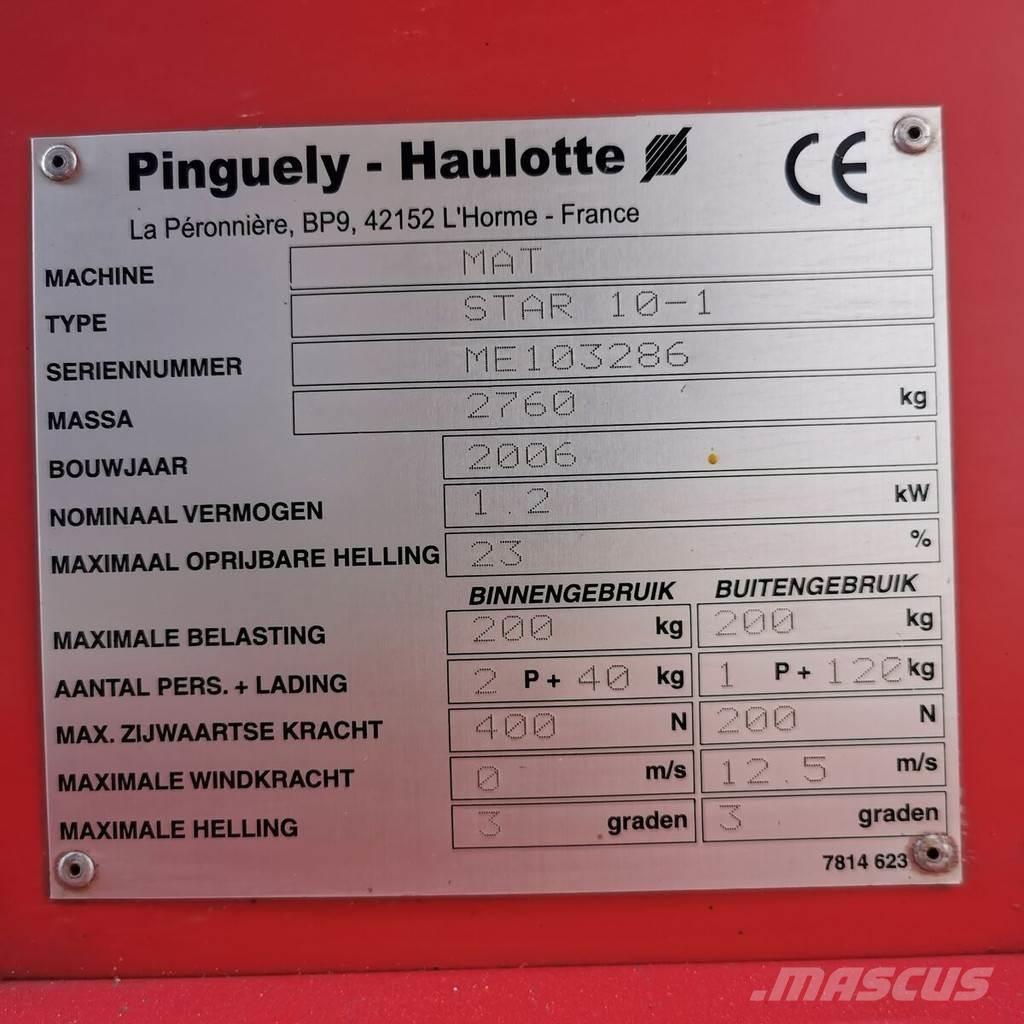 Pinguely - Haulotte CE
La Péronnière, BP9, 42152 L'Horme - France
MACHINE MAT
TYPE STAR 10-1
SERIENNUMMER ME103286
MASSA 2760 kg
BOUWJAAR 2006
NOMINAAL VERMOGEN 1.2 kW
MAXIMAAL OPRIJBARE HELLING 23 %
BINNENGEBRUIK BUITENGEBRUIK
MAXIMALE BELASTING 200 kg 200 kg
AANTAL PERS. + LADING 2 P + 40 kg 1 P + 120 kg
MAX. ZIJWAARTSE KRACHT 400 N 200 N
MAXIMALE WINDKRACHT 0 m/s 12.5 m/s
MAXIMALE HELLING 3 graden 3 graden
7814 623
.MASCUS